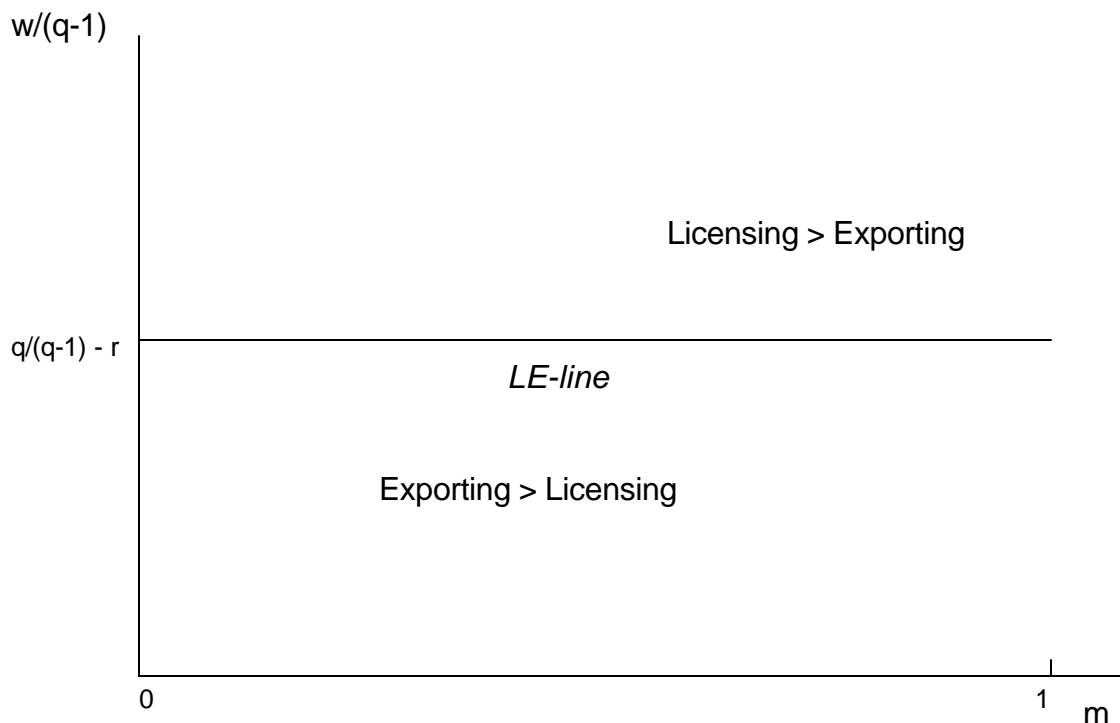 w/(q-1)
Licensing > Exporting
q/(q-1) - r
LE-line
Exporting > Licensing
0
1
m